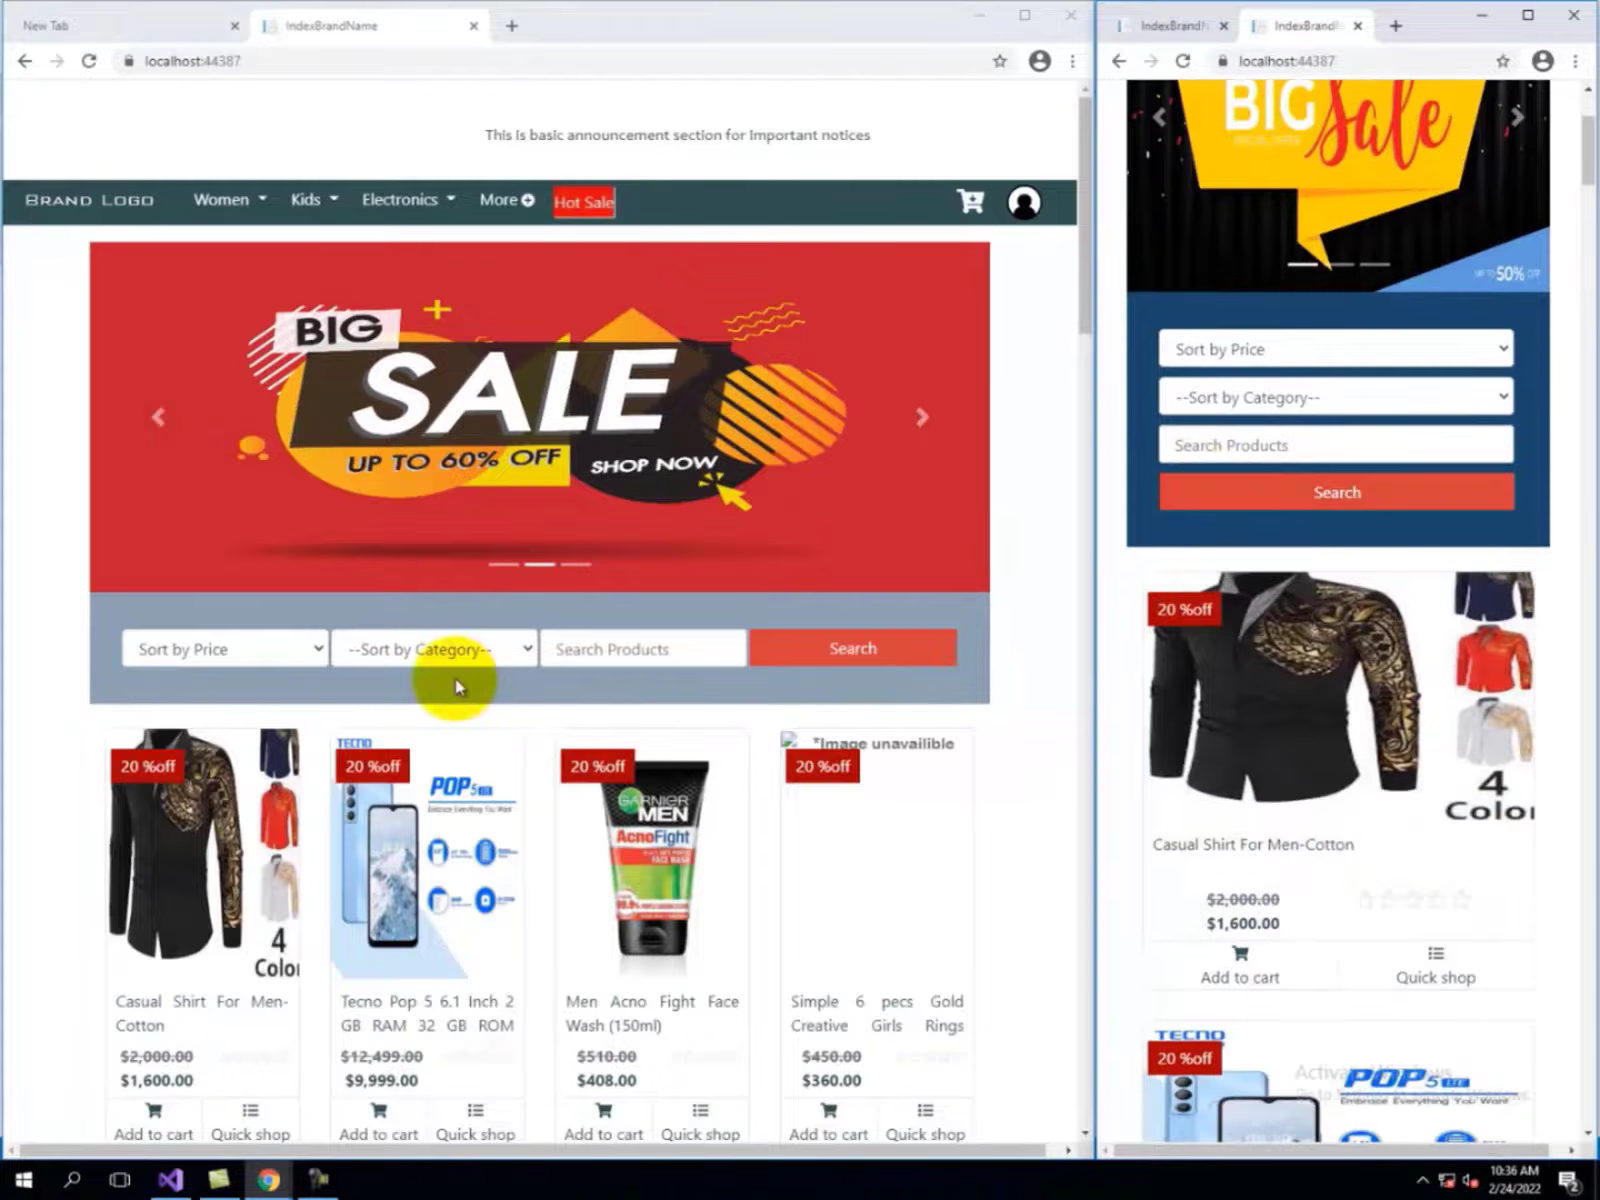 New Tab
IndexBrandName
localhost:44387
This is basic announcement section for Important notices
BRAND LOGO
Women
Kids
Electronics
More
Hot Sale
BIG
SALE
UP TO 60% OFF
SHOP NOW
Sort by Price
--Sort by Category--
Search Products
Search
20 %off
4
Color
Casual Shirt For Men-
Cotton
$2,000.00
$1,600.00
Add to cart
Quick shop
TECNO
20 %off
POP 5 LTE
Embrace Everything You Want
Tecno Pop 5 6.1 Inch 2
GB RAM 32 GB ROM
$12,499.00
$9,999.00
Add to cart
Quick shop
20 %off
GARNIER
MEN
AcnoFight
FACE WASH
Men Acno Fight Face
Wash (150ml)
$510.00
$408.00
Add to cart
Quick shop
*Image unavailible
20 %off
Simple 6 pecs Gold
Creative Girls Rings
$450.00
$360.00
Add to cart
Quick shop
IndexBrandN
IndexBrandN
localhost:44387
BIG Sale
UP TO 50% OFF
Sort by Price
--Sort by Category--
Search Products
Search
20 %off
4
Color
Casual Shirt For Men-Cotton
$2,000.00
$1,600.00
Add to cart
Quick shop
TECNO
20 %off
POP 5 LTE
Embrace Everything You Want
10:36 AM
2/24/2022
2